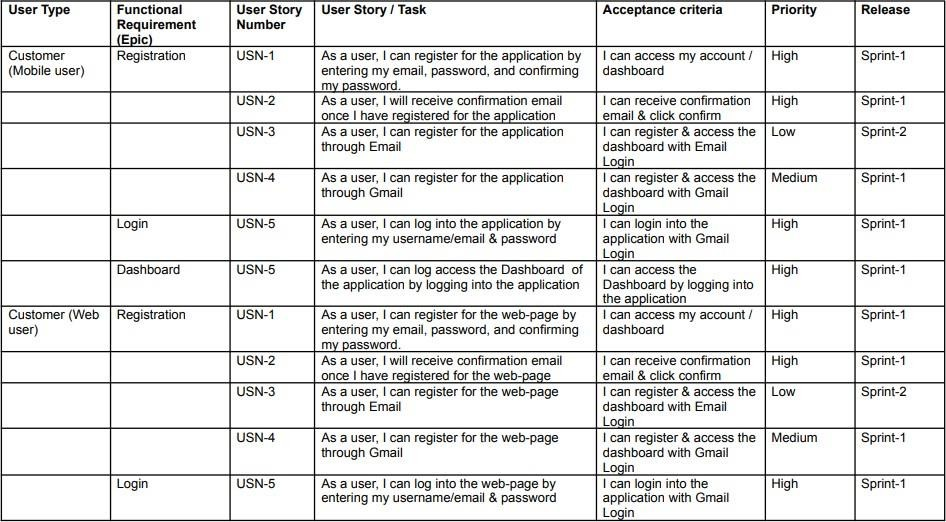 User Type Functional Requirement (Epic) User Story Number User Story / Task Acceptance criteria Priority Release
Customer (Mobile user) Registration USN-1 As a user, I can register for the application by entering my email, password, and confirming my password. I can access my account / dashboard High Sprint-1
USN-2 As a user, I will receive confirmation email once I have registered for the application I can receive confirmation email & click confirm High Sprint-1
USN-3 As a user, I can register for the application through Email I can register & access the dashboard with Email Login Low Sprint-2
USN-4 As a user, I can register for the application through Gmail I can register & access the dashboard with Gmail Login Medium Sprint-1
Login USN-5 As a user, I can log into the application by entering my username/email & password I can login into the application with Gmail Login High Sprint-1
Dashboard USN-5 As a user, I can log access the Dashboard of the application by logging into the application I can access the Dashboard by logging into the application High Sprint-1
Customer (Web user) Registration USN-1 As a user, I can register for the web-page by entering my email, password, and confirming my password. I can access my account / dashboard High Sprint-1
USN-2 As a user, I will receive confirmation email once I have registered for the web-page I can receive confirmation email & click confirm High Sprint-1
USN-3 As a user, I can register for the web-page through Email I can register & access the dashboard with Email Login Low Sprint-2
USN-4 As a user, I can register for the web-page through Gmail I can register & access the dashboard with Gmail Login Medium Sprint-1
Login USN-5 As a user, I can log into the web-page by entering my username/email & password I can login into the application with Gmail Login High Sprint-1